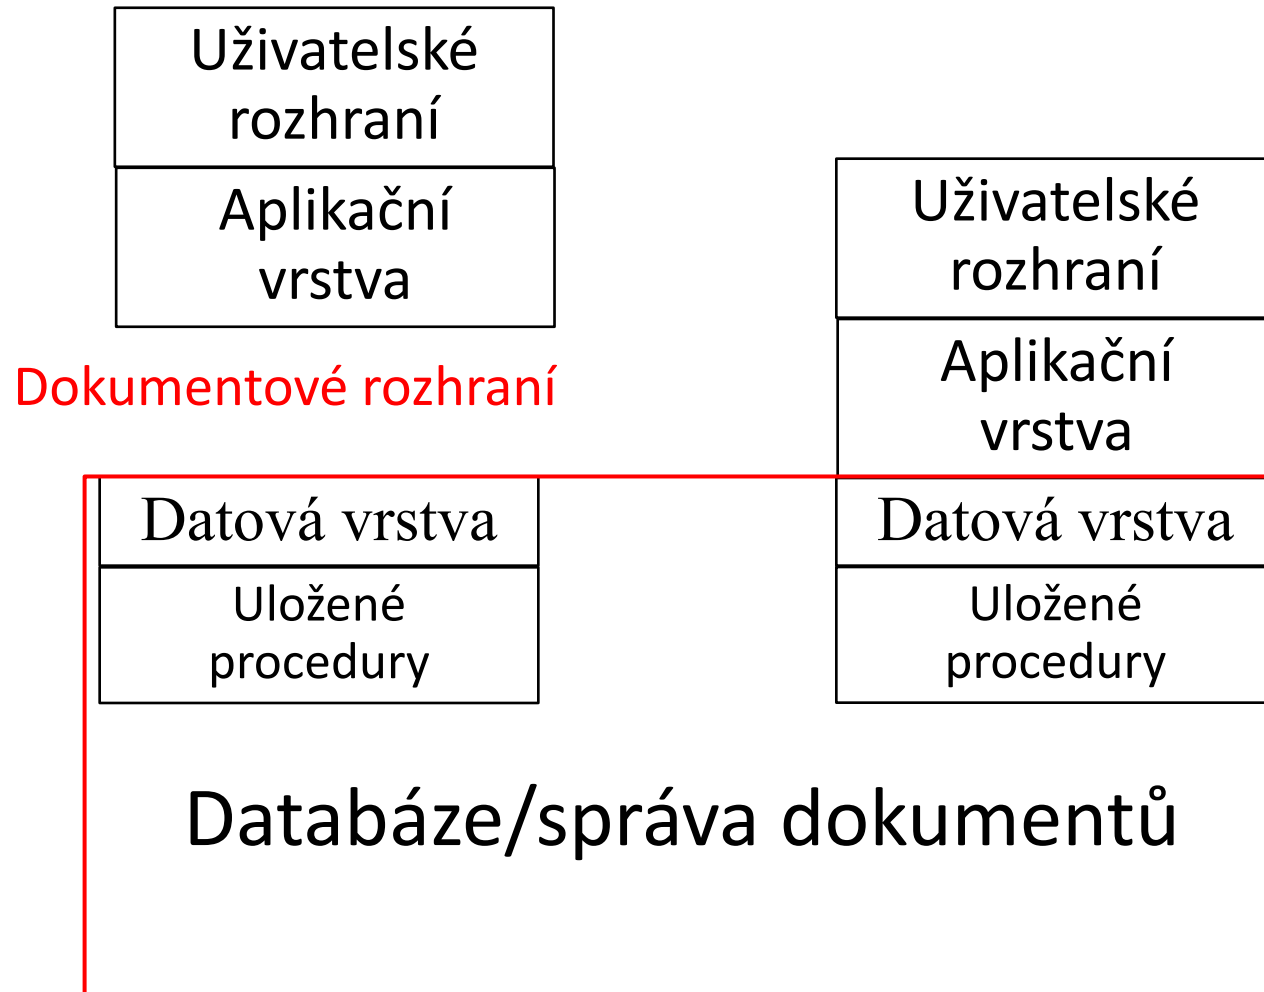 Uživatelské
rozhraní
Aplikační
vrstva
Uživatelské
rozhraní
Aplikační
vrstva
Dokumentové rozhraní
Datová vrstva
Uložené
procedury
Datová vrstva
Uložené
procedury
Databáze/správa dokumentů